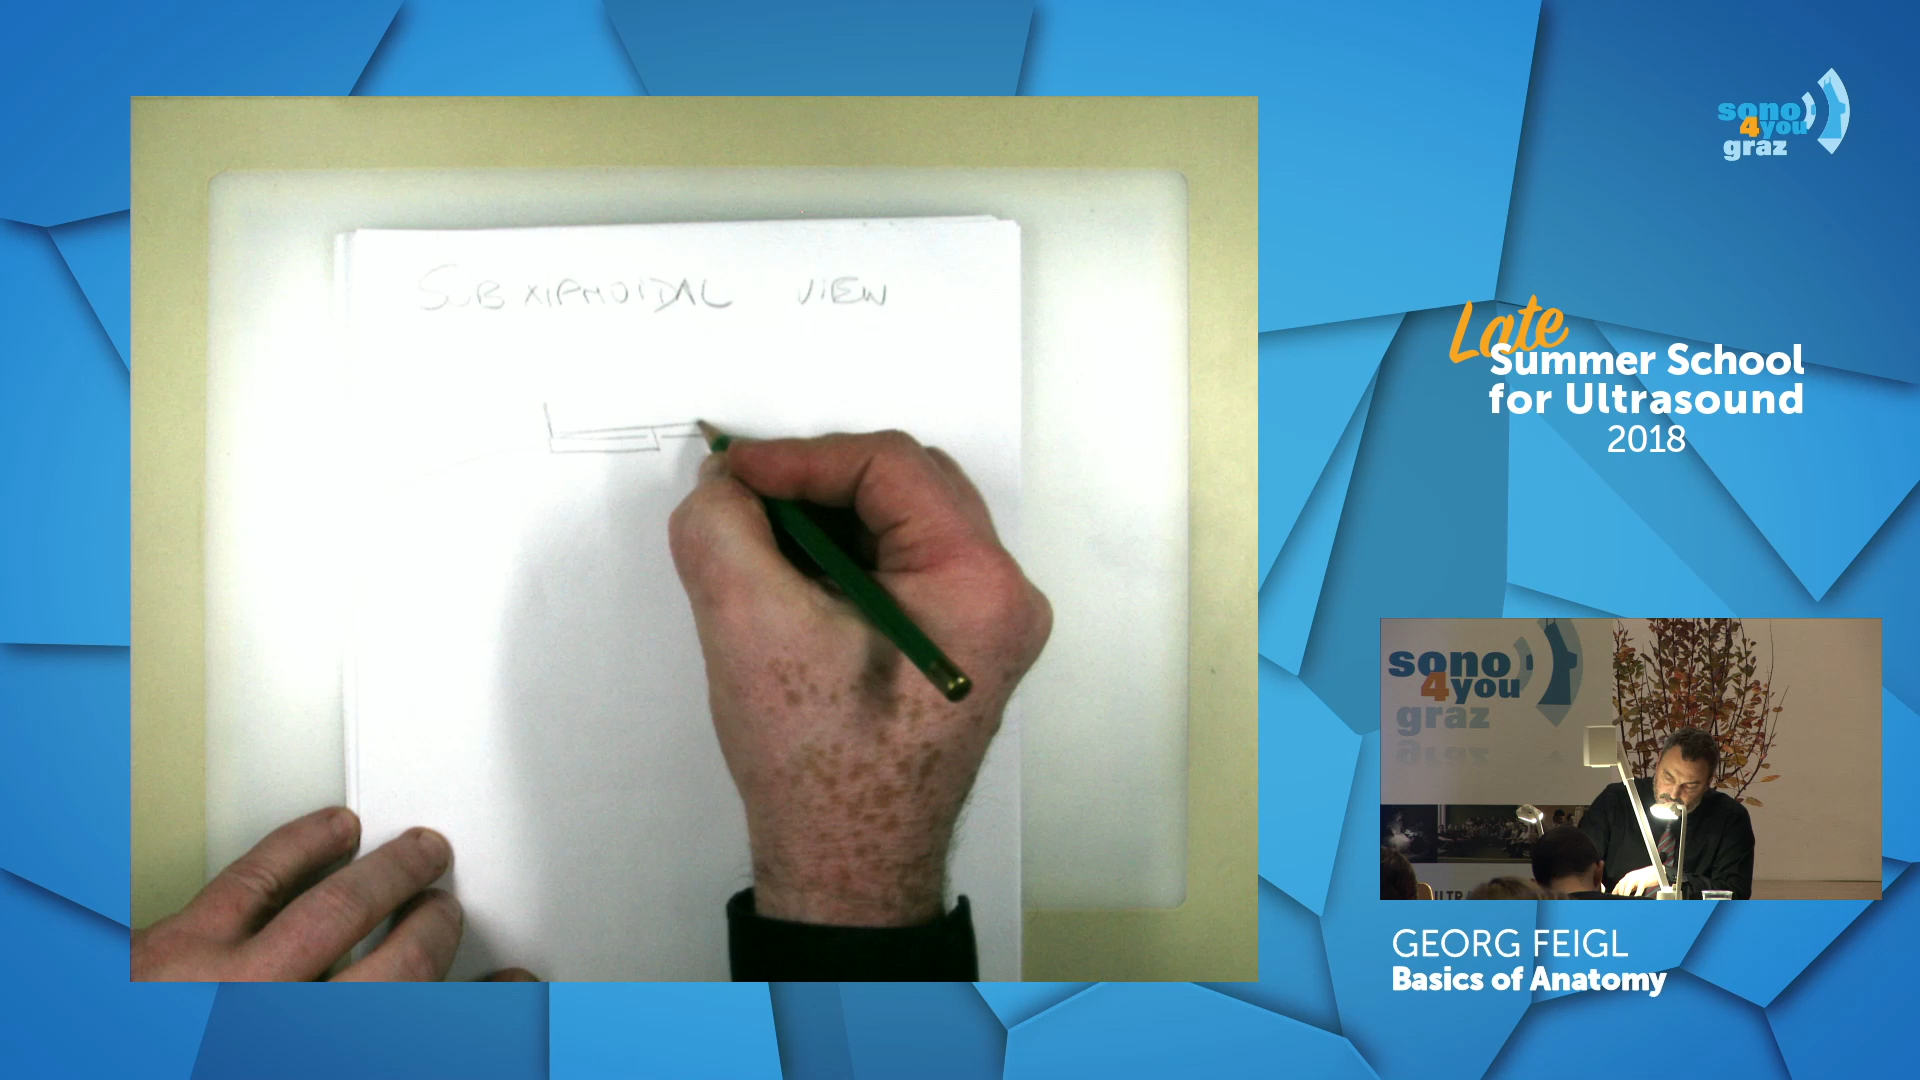 SUBXIPHOIDAL VIEW
sono
4you
graz
Late
Summer School
for Ultrasound
2018
sono
4you
graz
ULTR
GEORG FEIGL
Basics of Anatomy